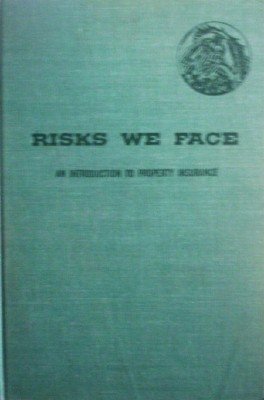 RISKS WE FACE
AN INTRODUCTION TO PROPERTY INSURANCE